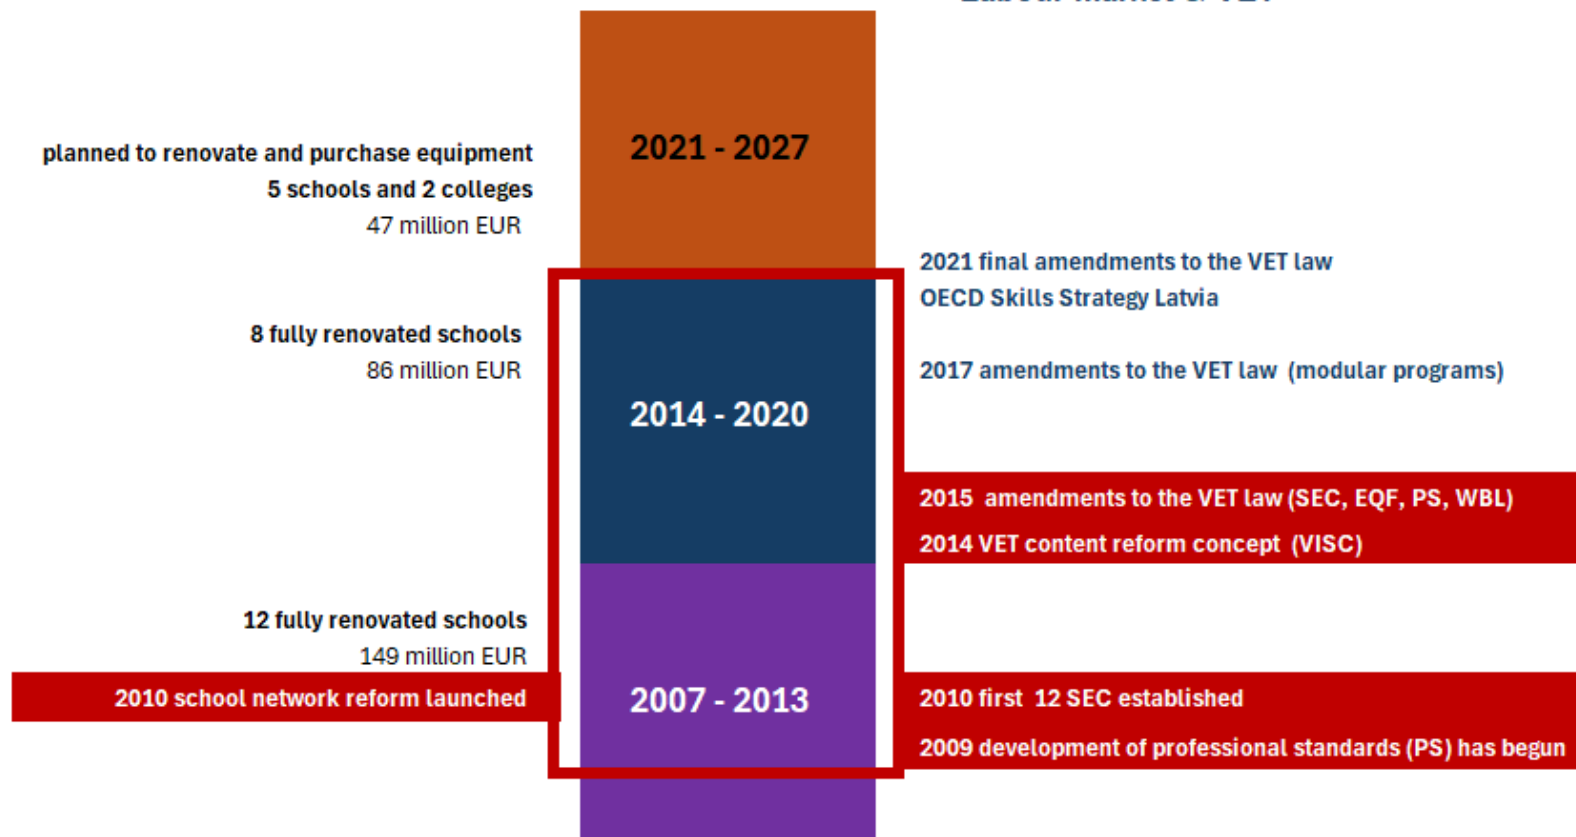 Labour market & VET
2021 - 2027
planned to renovate and purchase equipment
5 schools and 2 colleges
47 million EUR
2021 final amendments to the VET law
OECD Skills Strategy Latvia
8 fully renovated schools
86 million EUR
2017 amendments to the VET law (modular programs)
2014 - 2020
2015 amendments to the VET law (SEC, EQF, PS, WBL)
2014 VET content reform concept (VISC)
12 fully renovated schools
149 million EUR
2010 school network reform launched
2007 - 2013
2010 first 12 SEC established
2009 development of professional standards (PS) has begun